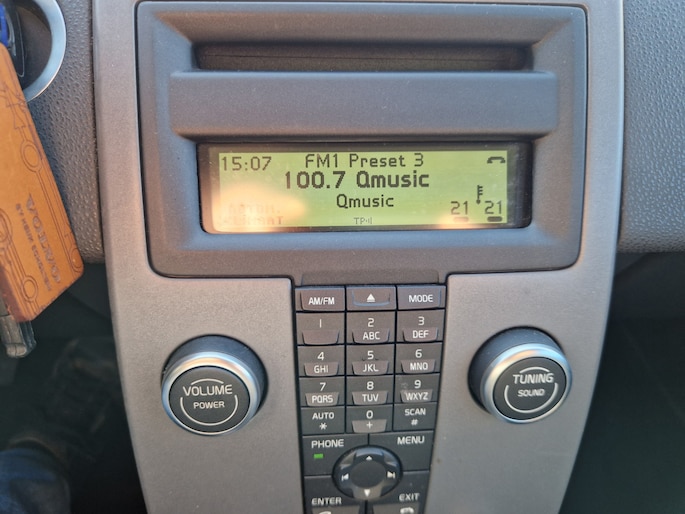 15:07 FM1 Preset 3
100.7 Qmusic
Qmusic
TP
21 21
AM/FM MODE
1 2 ABC 3 DEF
4 GHI 5 JKL 6 MNO
7 PQRS 8 TUV 9 WXYZ
AUTO * 0 + SCAN #
VOLUME
POWER
TUNING
SOUND
PHONE MENU
ENTER EXIT